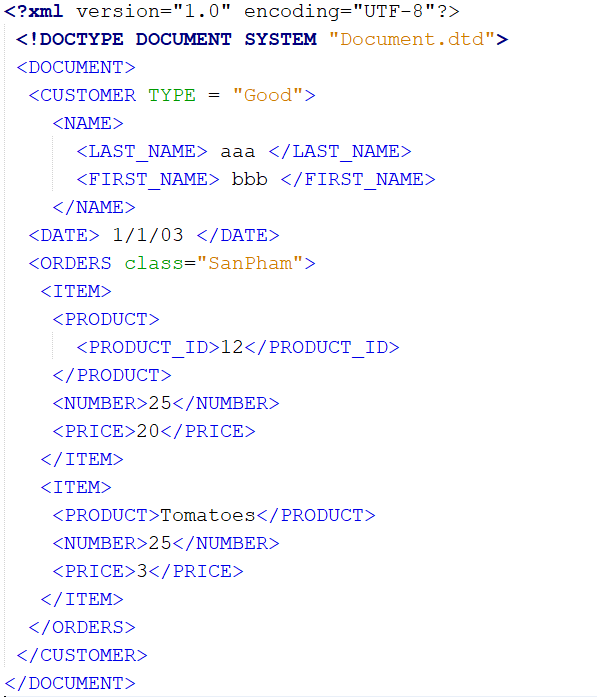 <?xml version="1.0" encoding="UTF-8"?>
<!DOCTYPE DOCUMENT SYSTEM "Document.dtd">
<DOCUMENT>
<CUSTOMER TYPE = "Good">
<NAME>
<LAST_NAME> aaa </LAST_NAME>
<FIRST_NAME> bbb </FIRST_NAME>
</NAME>
<DATE> 1/1/03 </DATE>
<ORDERS class="SanPham">
<ITEM>
<PRODUCT>
<PRODUCT_ID>12</PRODUCT_ID>
</PRODUCT>
<NUMBER>25</NUMBER>
<PRICE>20</PRICE>
</ITEM>
<ITEM>
<PRODUCT>Tomatoes</PRODUCT>
<NUMBER>25</NUMBER>
<PRICE>3</PRICE>
</ITEM>
</ORDERS>
</CUSTOMER>
</DOCUMENT>